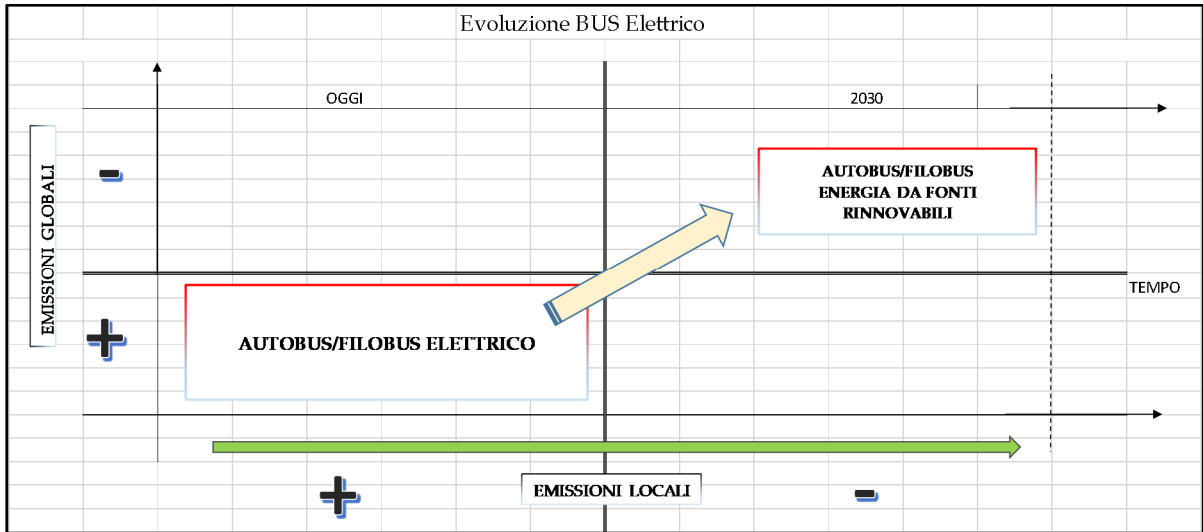 Evoluzione BUS Elettrico
OGGI
2030
EMISSIONI GLOBALI
-
AUTOBUS/FILOBUS
ENERGIA DA FONTI
RINNOVABILI
TEMPO
+
AUTOBUS/FILOBUS ELETTRICO
+
EMISSIONI LOCALI
-